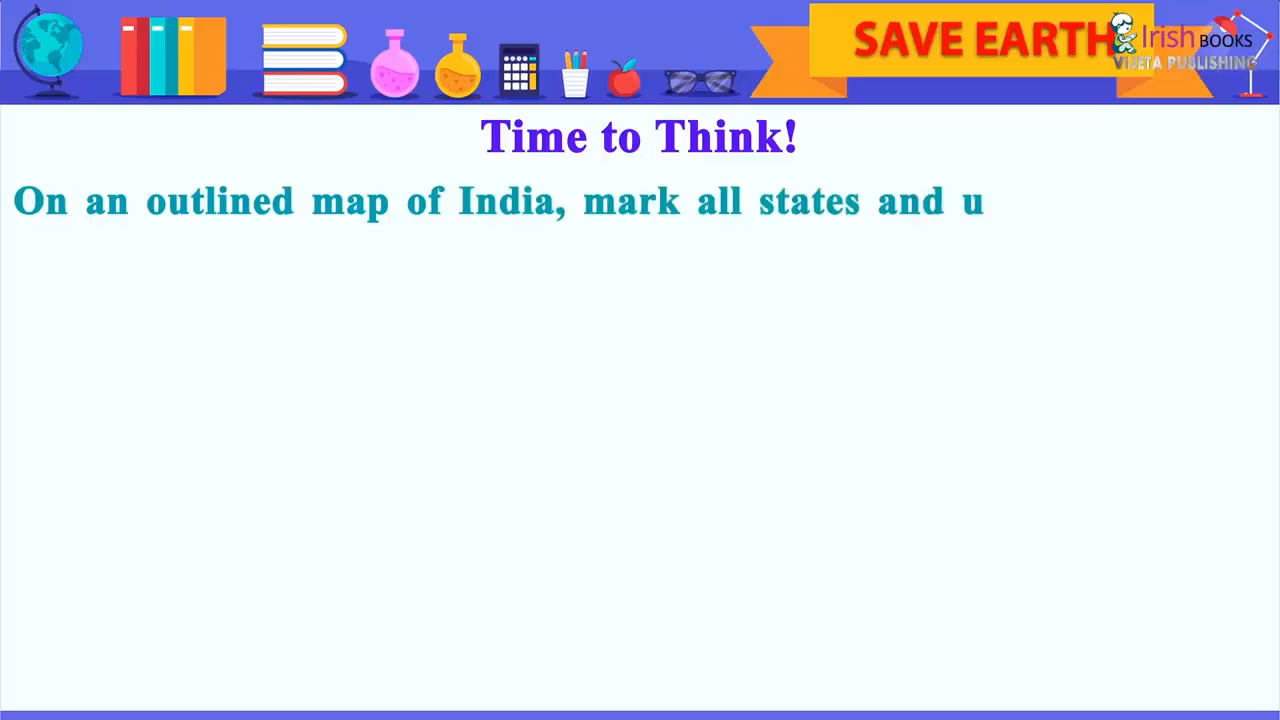 SAVE EARTH
Irish BOOKS
VIJETA PUBLISHING
Time to Think!
On an outlined map of India, mark all states and u